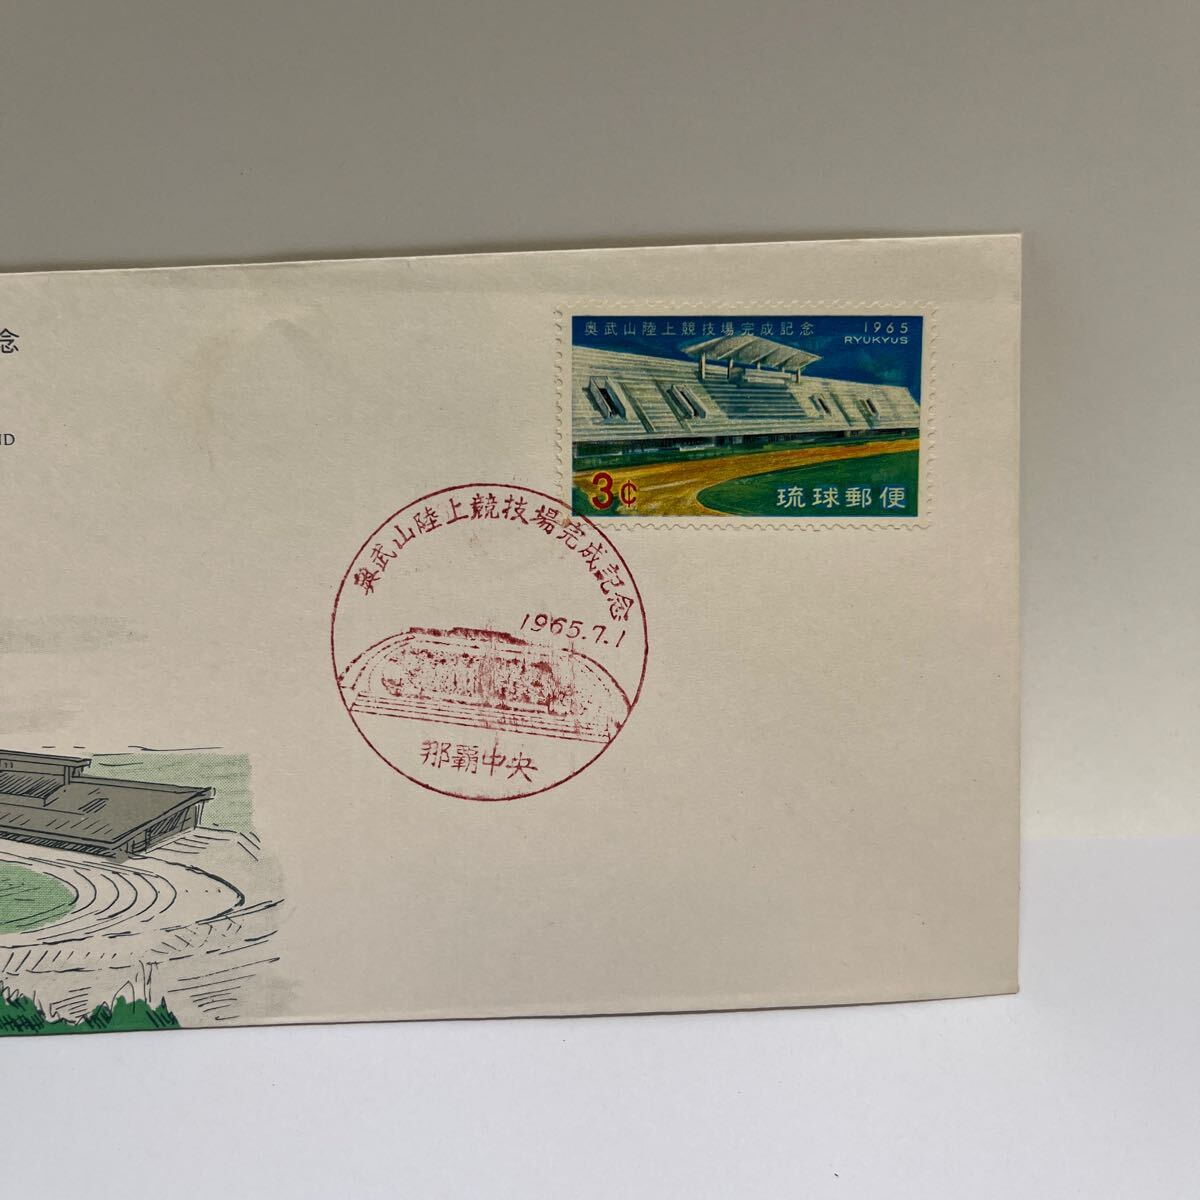 念
ND
奥武山陸上競技場完成記念 1965
RYUKYUS
3¢
琉球郵便
奥武山陸上競技場完成記念
1965.7.1
那覇中央